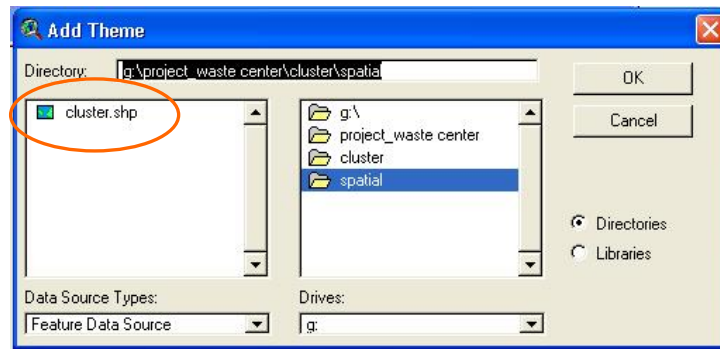 Add Theme
Directory: g:\project_waste center\cluster\spatial
OK
cluster.shp
g:\
project_waste center
cluster
spatial
Cancel
Directories
Libraries
Data Source Types:
Drives:
Feature Data Source
g: